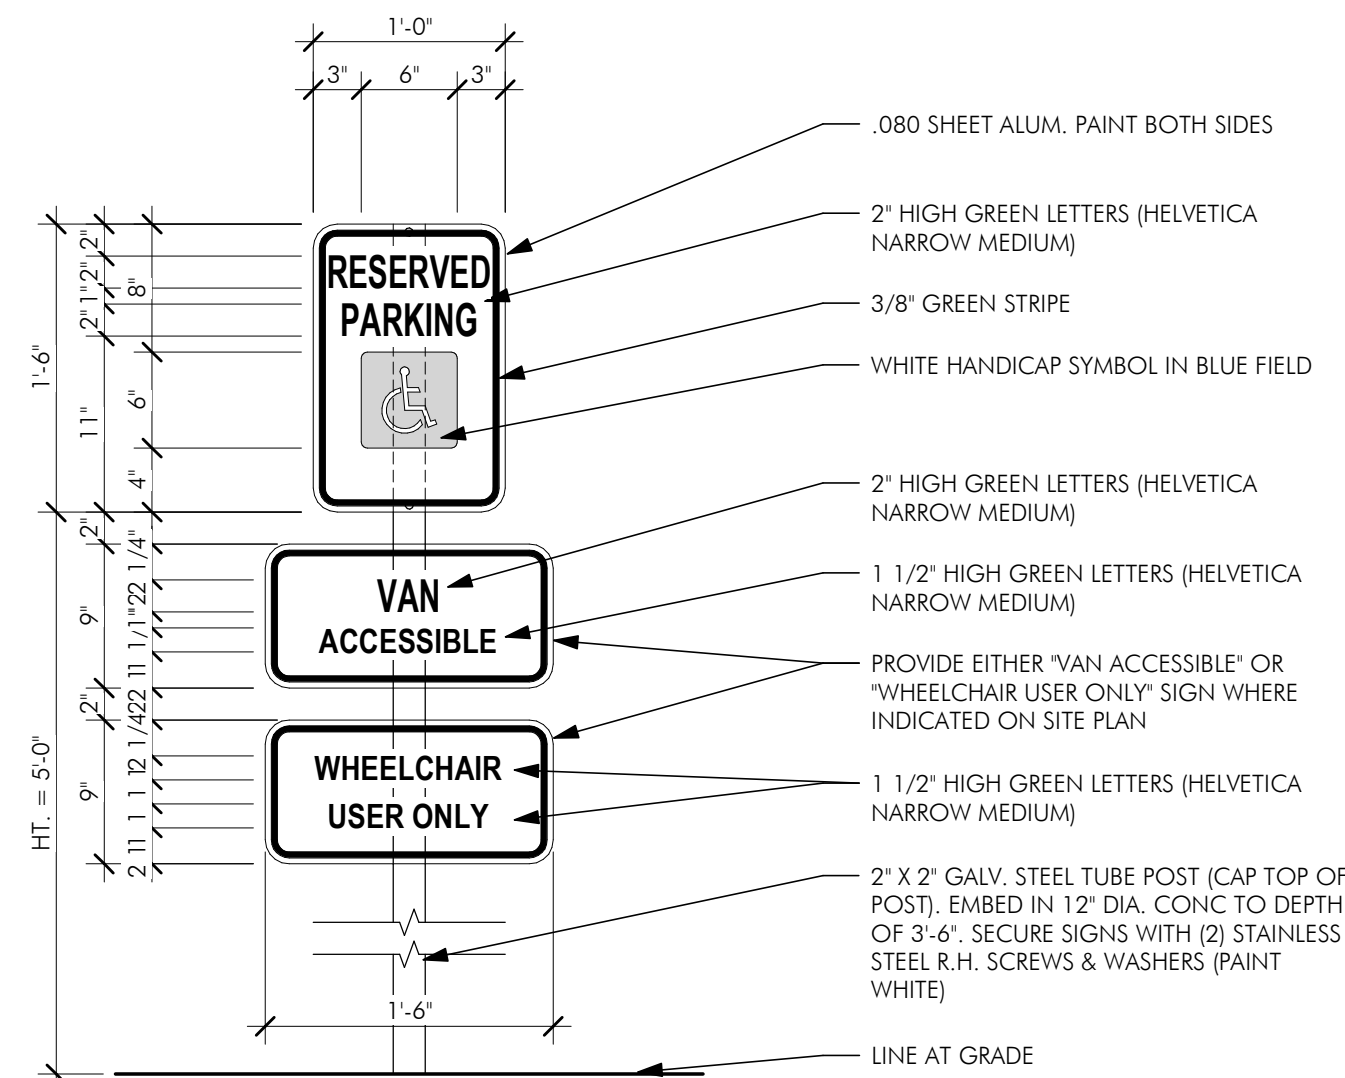 1'-0"
3" 6" 3"
.080 SHEET ALUM. PAINT BOTH SIDES
2" HIGH GREEN LETTERS (HELVETICA
NARROW MEDIUM)
3/8" GREEN STRIPE
WHITE HANDICAP SYMBOL IN BLUE FIELD
2" HIGH GREEN LETTERS (HELVETICA
NARROW MEDIUM)
1 1/2" HIGH GREEN LETTERS (HELVETICA
NARROW MEDIUM)
PROVIDE EITHER "VAN ACCESSIBLE" OR
"WHEELCHAIR USER ONLY" SIGN WHERE
INDICATED ON SITE PLAN
1 1/2" HIGH GREEN LETTERS (HELVETICA
NARROW MEDIUM)
2" X 2" GALV. STEEL TUBE POST (CAP TOP OF
POST). EMBED IN 12" DIA. CONC TO DEPTH
OF 3'-6". SECURE SIGNS WITH (2) STAINLESS
STEEL R.H. SCREWS & WASHERS (PAINT
WHITE)
LINE AT GRADE
RESERVED
PARKING
VAN
ACCESSIBLE
WHEELCHAIR
USER ONLY
1'-6"
1'-6"
HT. = 5'-0"
2"
2"
1"
2"
11"
2"
9"
2"
9"
8"
6"
4"